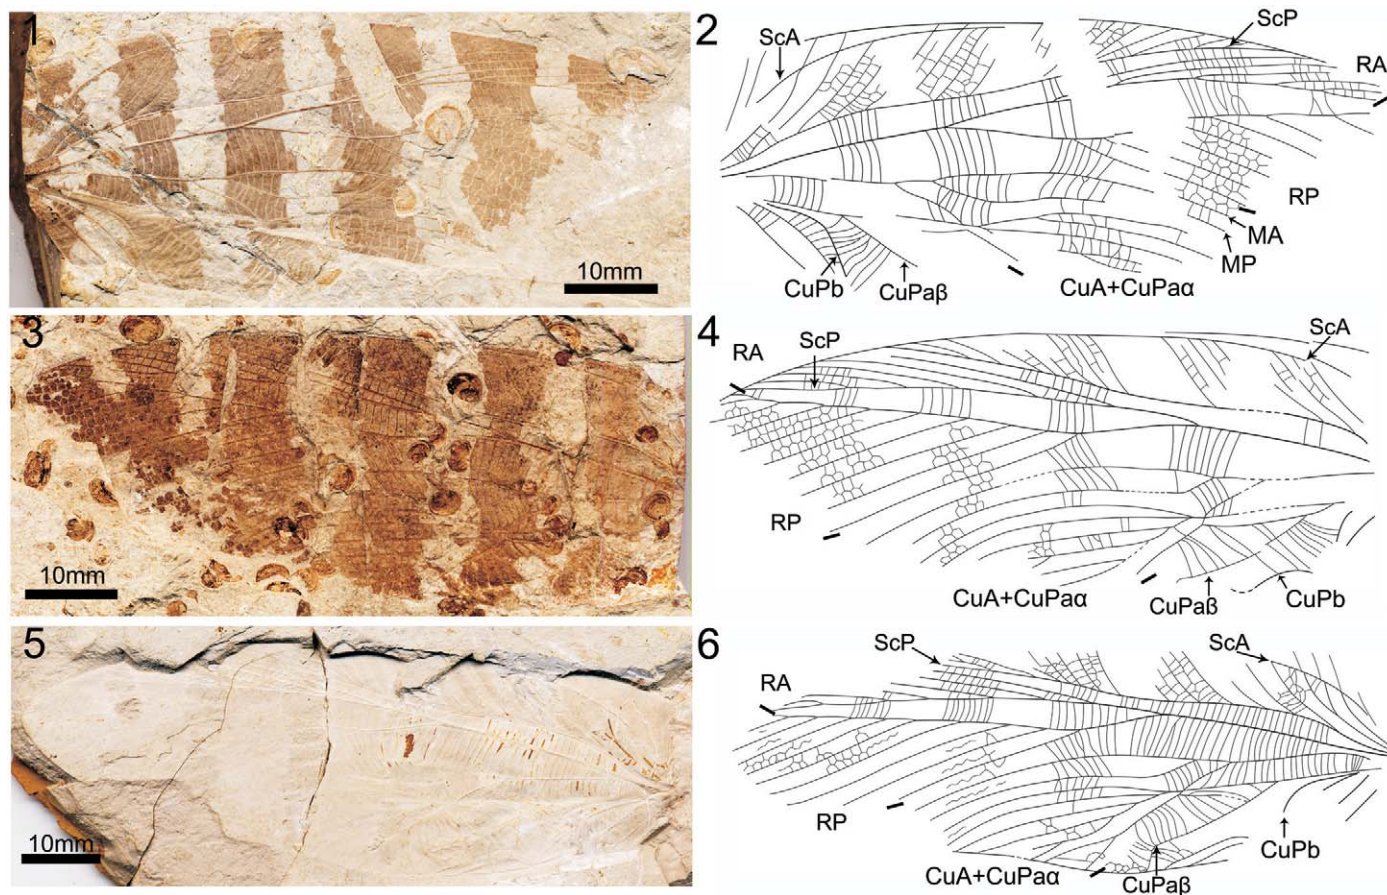 1
10mm
2
ScA
ScP
RA
RP
MA
MP
CuPb
CuPaβ
CuA+CuPaα
3
10mm
4
RA
ScP
ScA
RP
CuA+CuPaα
CuPaβ
CuPb
5
10mm
6
ScP
ScA
RA
RP
CuPb
CuA+CuPaα
CuPaβ